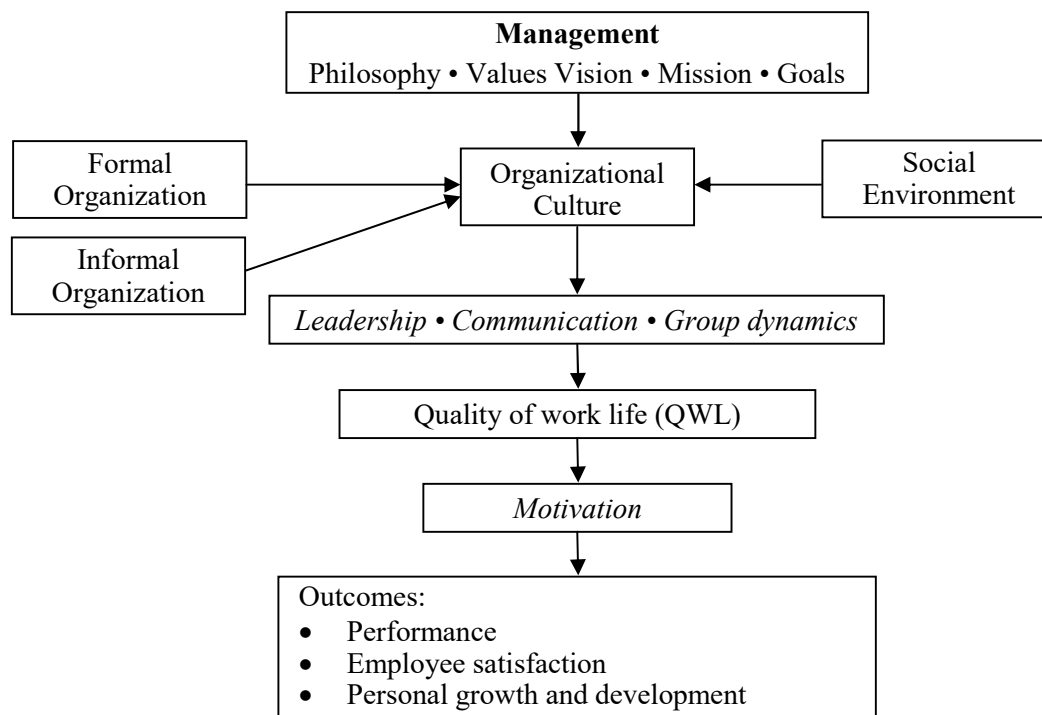 Management
Philosophy • Values Vision • Mission • Goals
Formal
Organization
Organizational
Culture
Social
Environment
Informal
Organization
Leadership • Communication • Group dynamics
Quality of work life (QWL)
Motivation
Outcomes:
• Performance
• Employee satisfaction
• Personal growth and development